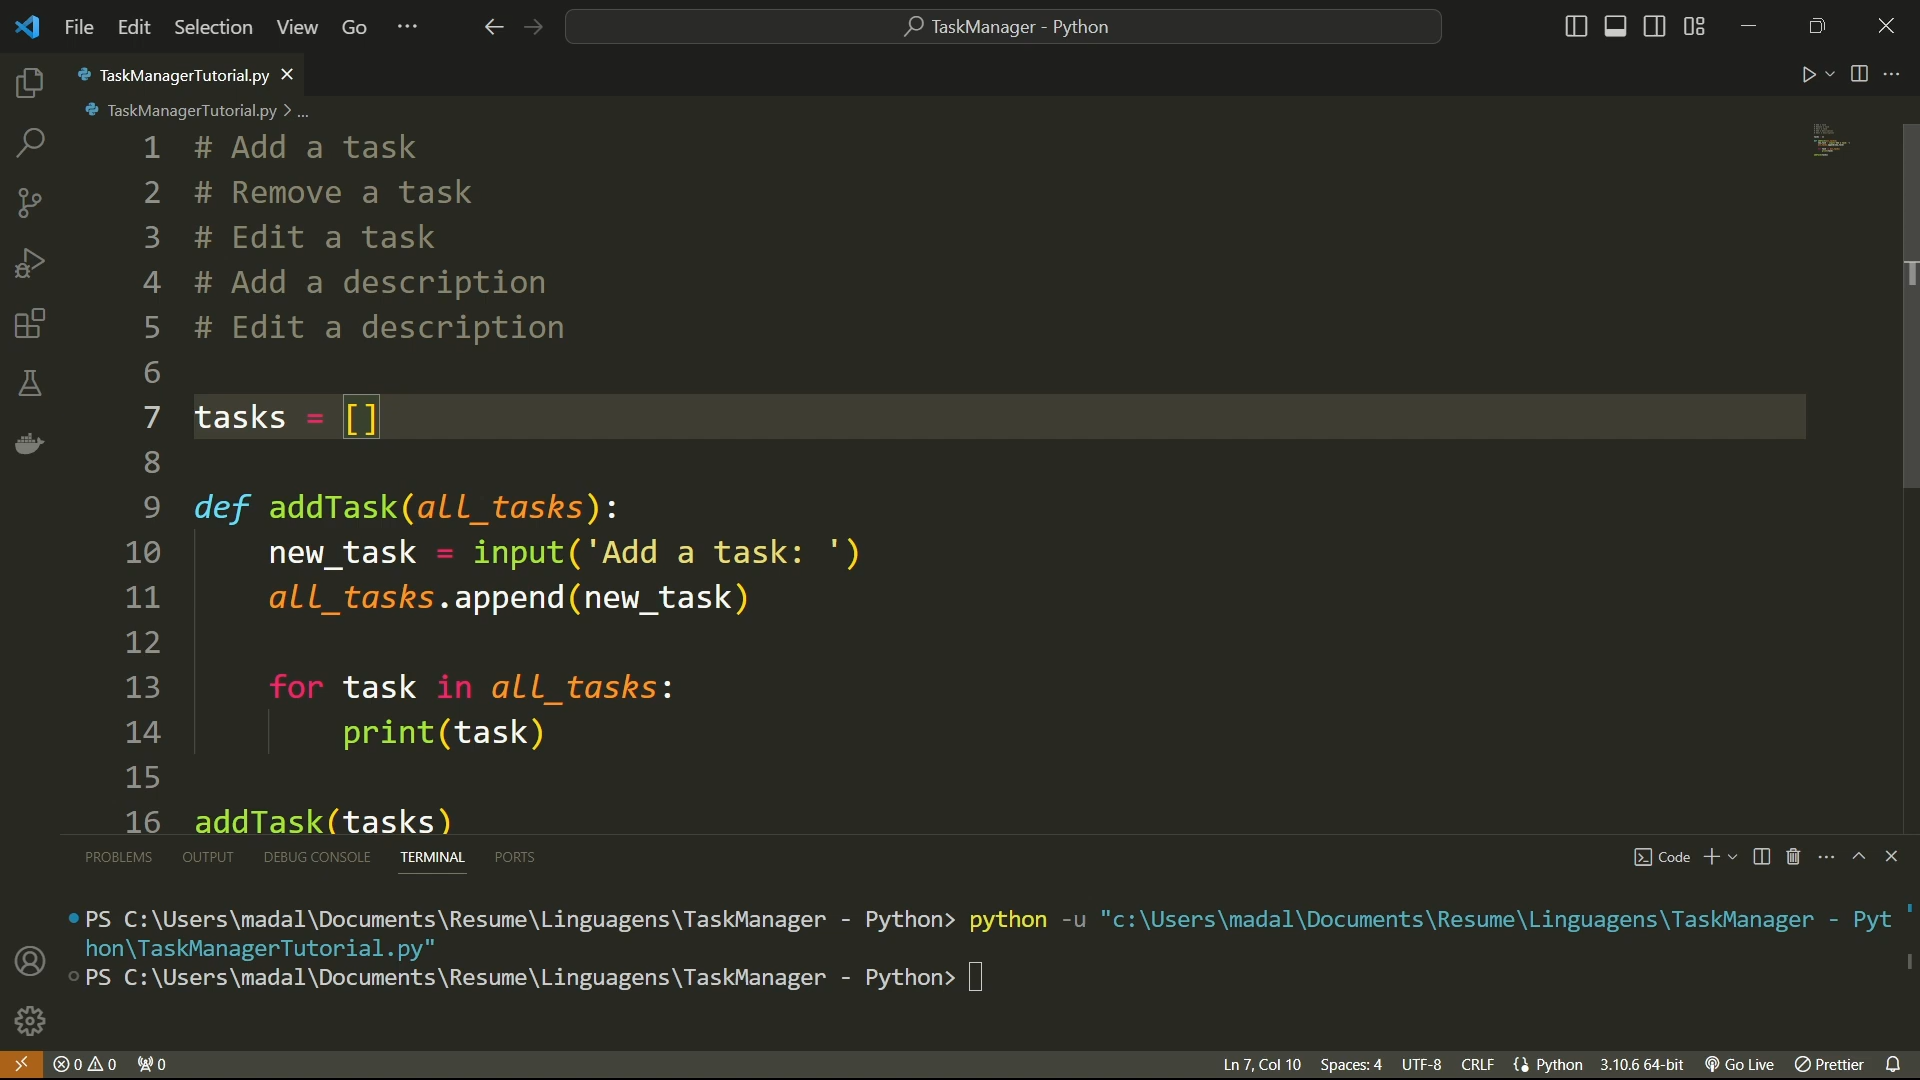 File Edit Selection View Go ··· TaskManager - Python
TaskManagerTutorial.py
TaskManagerTutorial.py > ...
1 # Add a task
2 # Remove a task
3 # Edit a task
4 # Add a description
5 # Edit a description
6
7 tasks = []
8
9 def addTask(all_tasks):
10 new_task = input('Add a task: ')
11 all_tasks.append(new_task)
12
13 for task in all_tasks:
14 print(task)
15
16 addTask(tasks)
PROBLEMS OUTPUT DEBUG CONSOLE TERMINAL PORTS Code
PS C:\Users\madal\Documents\Resume\Linguagens\TaskManager - Python> python -u "c:\Users\madal\Documents\Resume\Linguagens\TaskManager - Pyt
hon\TaskManagerTutorial.py"
PS C:\Users\madal\Documents\Resume\Linguagens\TaskManager - Python>
0 0 0 Ln 7, Col 10 Spaces: 4 UTF-8 CRLF Python 3.10.6 64-bit Go Live Prettier